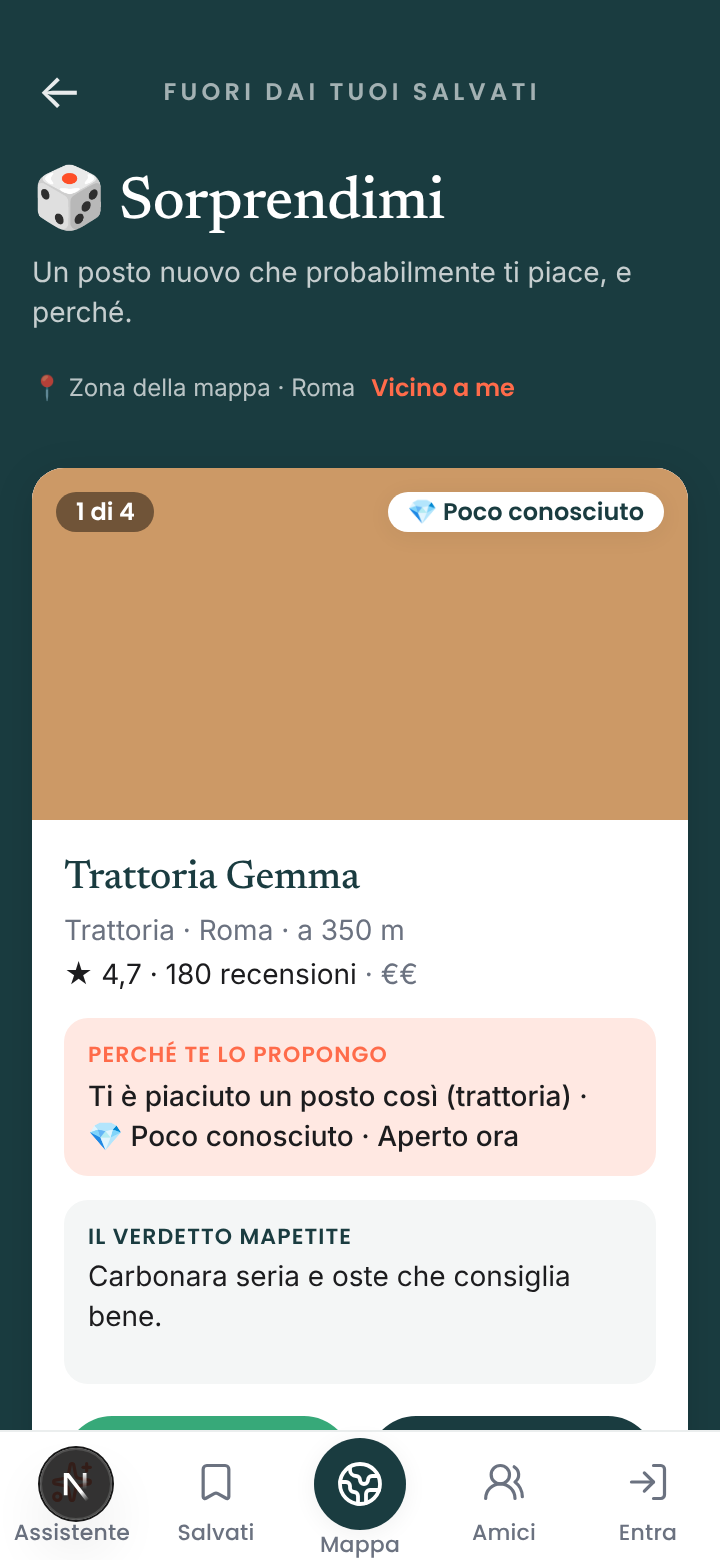 FUORI DAI TUOI SALVATI
🎲 Sorprendimi
Un posto nuovo che probabilmente ti piace, e
perché.
📍 Zona della mappa · Roma Vicino a me
1 di 4
💎 Poco conosciuto
Trattoria Gemma
Trattoria · Roma · a 350 m
★ 4,7 · 180 recensioni · €€
PERCHÉ TE LO PROPONGO
Ti è piaciuto un posto così (trattoria) ·
💎 Poco conosciuto · Aperto ora
IL VERDETTO MAPETITE
Carbonara seria e oste che consiglia
bene.
N
Assistente
Salvati
Mappa
Amici
Entra